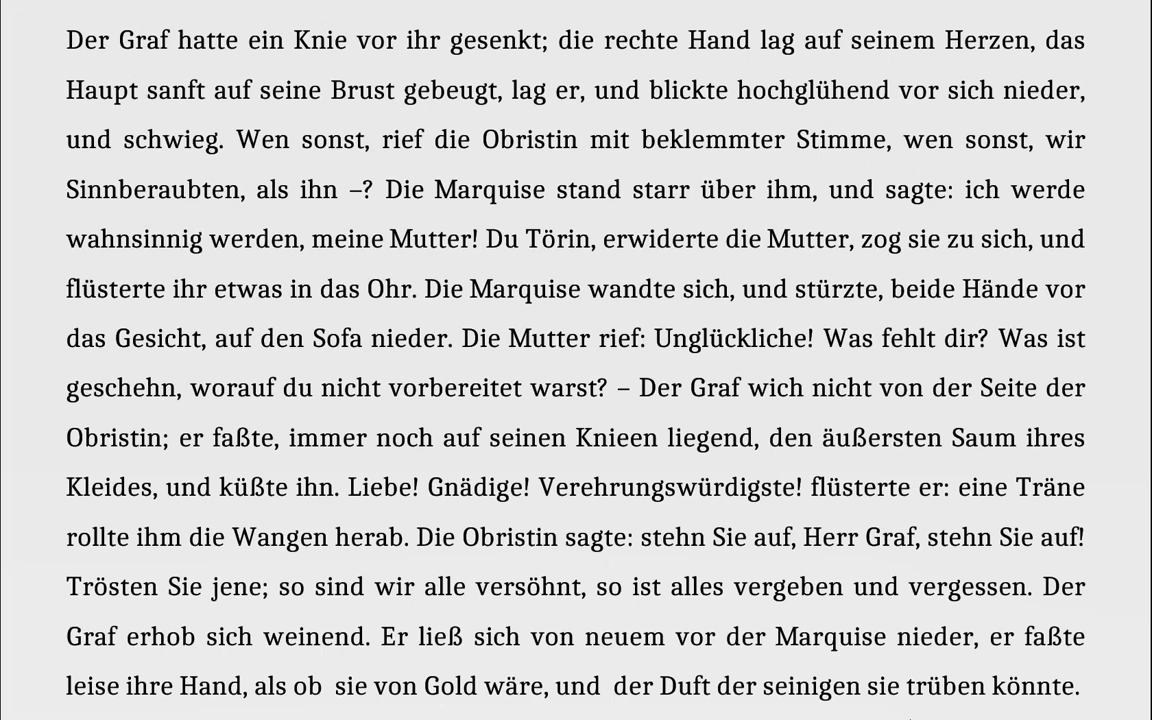 Der Graf hatte ein Knie vor ihr gesenkt; die rechte Hand lag auf seinem Herzen, das
Haupt sanft auf seine Brust gebeugt, lag er, und blickte hochglühend vor sich nieder,
und schwieg. Wen sonst, rief die Obristin mit beklemmter Stimme, wen sonst, wir
Sinnberaubten, als ihn –? Die Marquise stand starr über ihm, und sagte: ich werde
wahnsinnig werden, meine Mutter! Du Törin, erwiderte die Mutter, zog sie zu sich, und
flüsterte ihr etwas in das Ohr. Die Marquise wandte sich, und stürzte, beide Hände vor
das Gesicht, auf den Sofa nieder. Die Mutter rief: Unglückliche! Was fehlt dir? Was ist
geschehn, worauf du nicht vorbereitet warst? – Der Graf wich nicht von der Seite der
Obristin; er faßte, immer noch auf seinen Knieen liegend, den äußersten Saum ihres
Kleides, und küßte ihn. Liebe! Gnädige! Verehrungswürdigste! flüsterte er: eine Träne
rollte ihm die Wangen herab. Die Obristin sagte: stehn Sie auf, Herr Graf, stehn Sie auf!
Trösten Sie jene; so sind wir alle versöhnt, so ist alles vergeben und vergessen. Der
Graf erhob sich weinend. Er ließ sich von neuem vor der Marquise nieder, er faßte
leise ihre Hand, als ob sie von Gold wäre, und der Duft der seinigen sie trüben könnte.